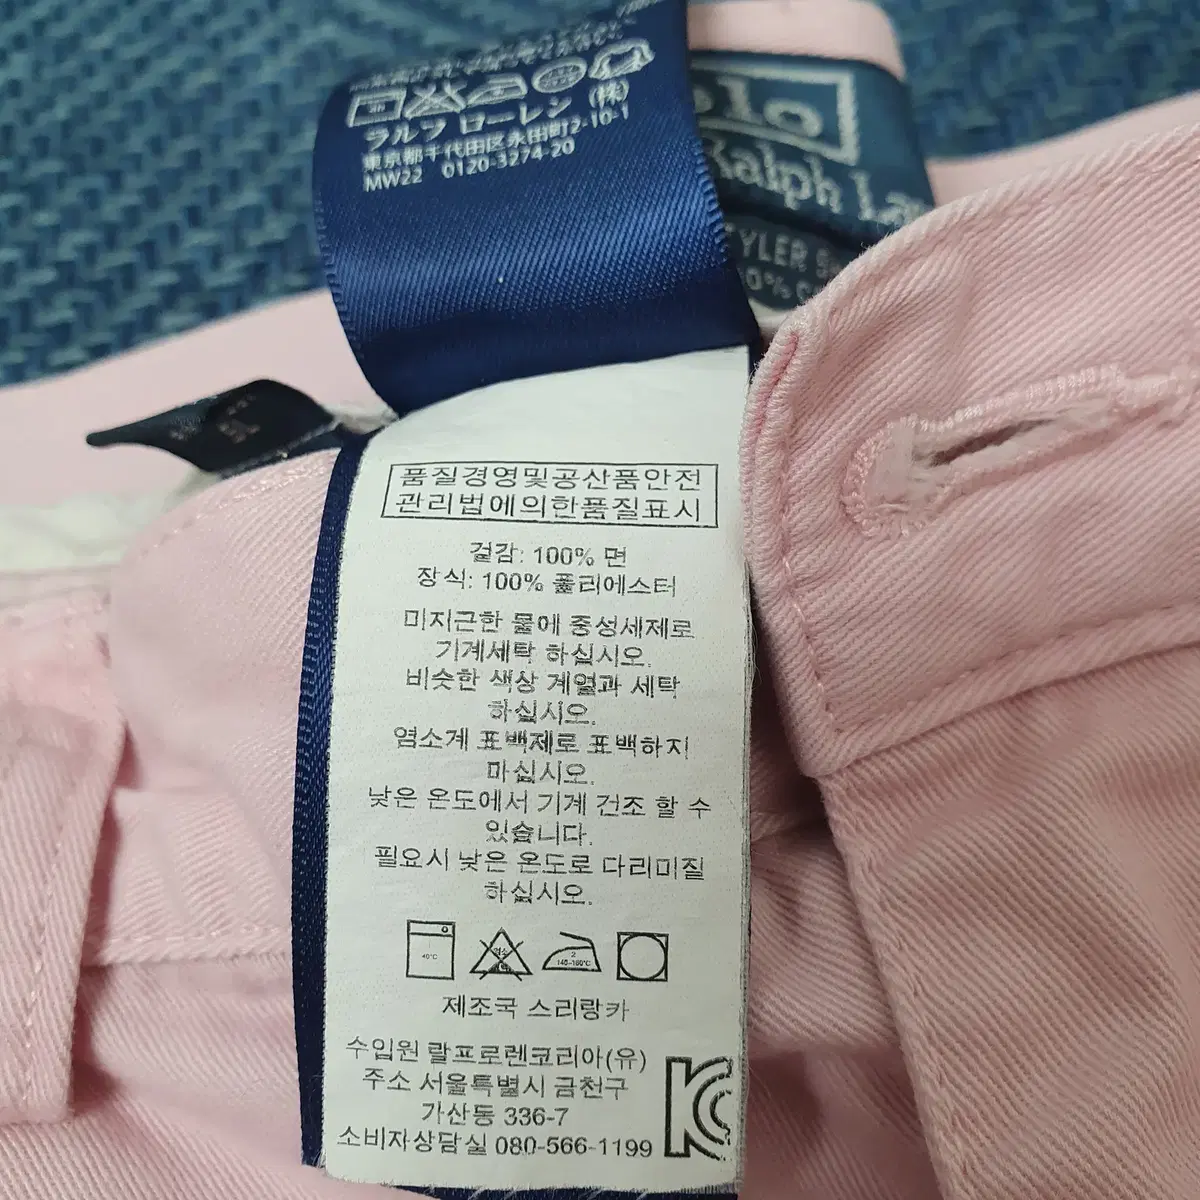 ラルフ ローレン (株)
東京都千代田区永田町2-10-1
MW22 0120-3274-20
olo
Ralph La
TYLER S
0% C
품질경영및공산품안전
관리법에의한품질표시
겉감: 100% 면
장식: 100% 폴리에스터
미지근한 물에 중성세제로
기계세탁 하십시오.
비슷한 색상 계열과 세탁
하십시오.
염소계 표백제로 표백하지
마십시오.
낮은 온도에서 기계 건조 할 수
있습니다.
필요시 낮은 온도로 다리미질
하십시오.
40°C
염소
2
140~160°C
제조국 스리랑카
수입원 랄프로렌코리아(유)
주소 서울특별시 금천구
가산동 336-7
소비자상담실 080-566-1199